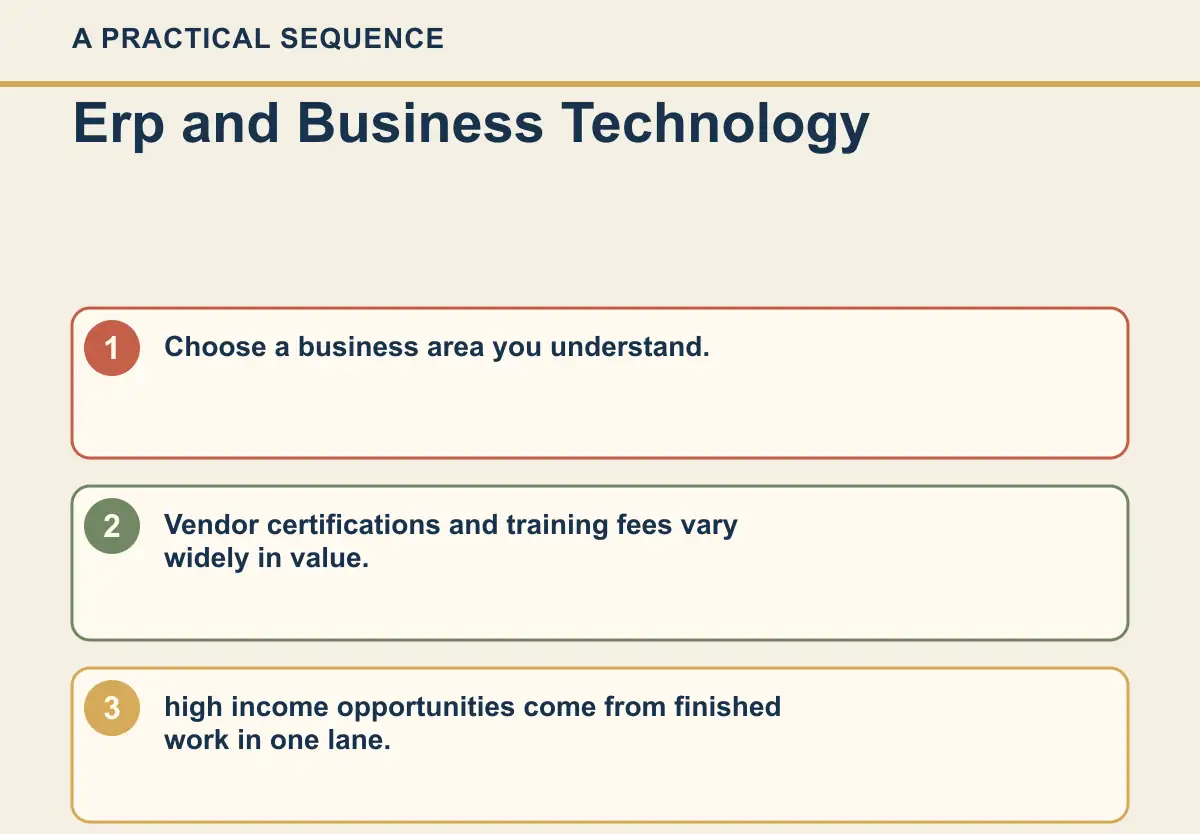 A PRACTICAL SEQUENCE
Erp and Business Technology
1
Choose a business area you understand.
2
Vendor certifications and training fees vary
widely in value.
3
high income opportunities come from finished
work in one lane.